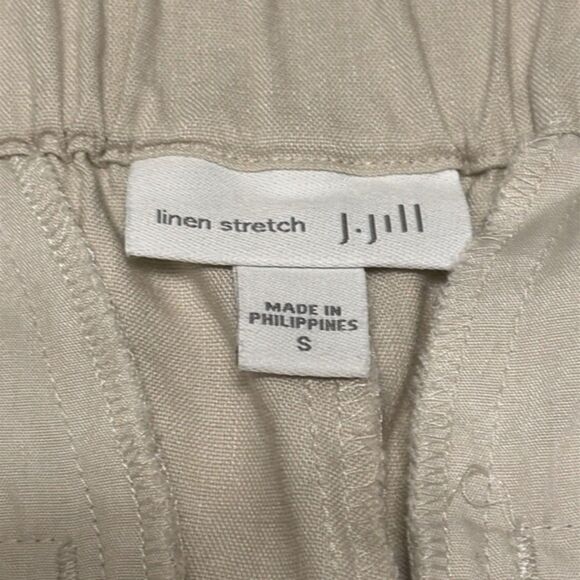 linen stretch J.Jill
MADE IN
PHILIPPINES
S